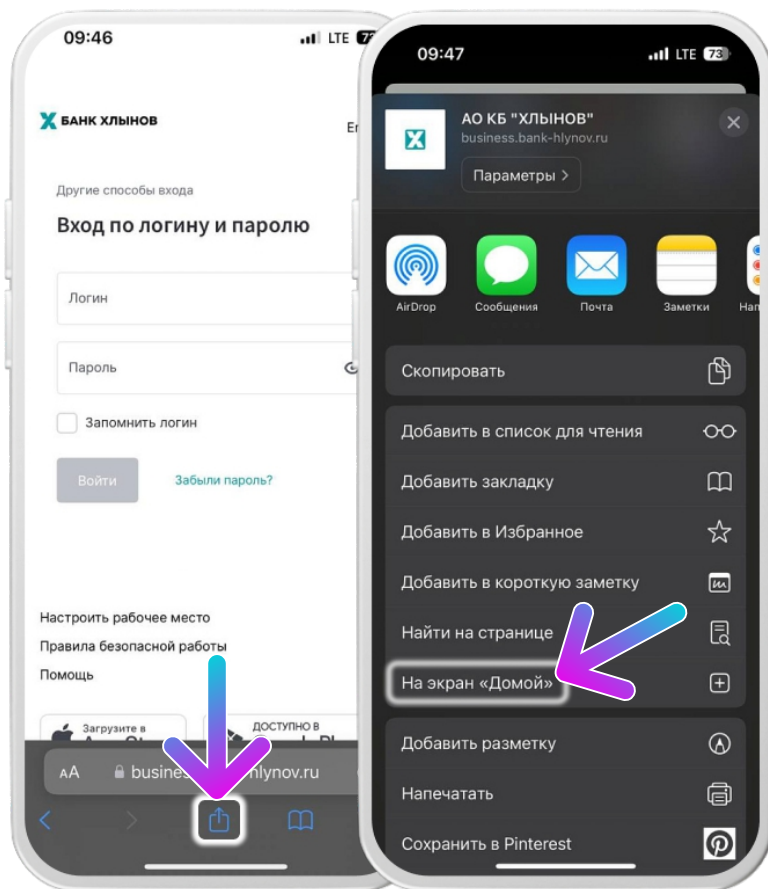 09:46
LTE 73
БАНК ХЛЫНОВ
Другие способы входа
Вход по логину и паролю
Логин
Пароль
Запомнить логин
Войти
Забыли пароль?
Настроить рабочее место
Правила безопасной работы
Помощь
Загрузите в
ДОСТУПНО В
AA
09:47
LTE 73
АО КБ "ХЛЫНОВ"
business.bank-hlynov.ru
Параметры >
AirDrop
Сообщения
Почта
Заметки
Скопировать
Добавить в список для чтения
Добавить закладку
Добавить в Избранное
Добавить в короткую заметку
Найти на странице
На экран «Домой»
Добавить разметку
Напечатать
Сохранить в Pinterest